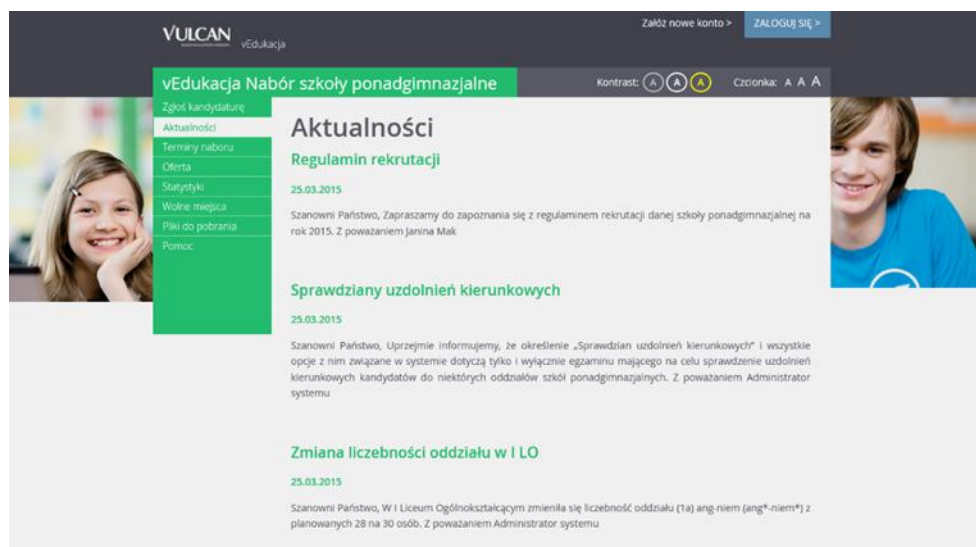 Załóż nowe konto >
ZALOGUJ SIĘ >
VULCAN
vEdukacja
vEdukacja Nabór szkoły ponadgimnazjalne
Kontrast: A A A
Czcionka: A A A
Zgłoś kandydaturę
Aktualności
Terminy naboru
Oferta
Statystyki
Wolne miejsca
Pliki do pobrania
Pomoc
Aktualności
Regulamin rekrutacji
25.03.2015
Szanowni Państwo, Zapraszamy do zapoznania się z regulaminem rekrutacji danej szkoły ponadgimnazjalnej na
rok 2015. Z poważaniem Janina Mak
Sprawdziany uzdolnień kierunkowych
25.03.2015
Szanowni Państwo, Uprzejmie informujemy, że określenie „Sprawdzian uzdolnień kierunkowych" i wszystkie
opcje z nim związane w systemie dotyczą tylko i wyłącznie egzaminu mającego na celu sprawdzenie uzdolnień
kierunkowych kandydatów do niektórych oddziałów szkół ponadgimnazjalnych. Z poważaniem Administrator
systemu
Zmiana liczebności oddziału w I LO
25.03.2015
Szanowni Państwo, W I Liceum Ogólnokształcącym zmieniła się liczebność oddziału (1a) ang-niem (ang*-niem*) z
planowanych 28 na 30 osób. Z poważaniem Administrator systemu